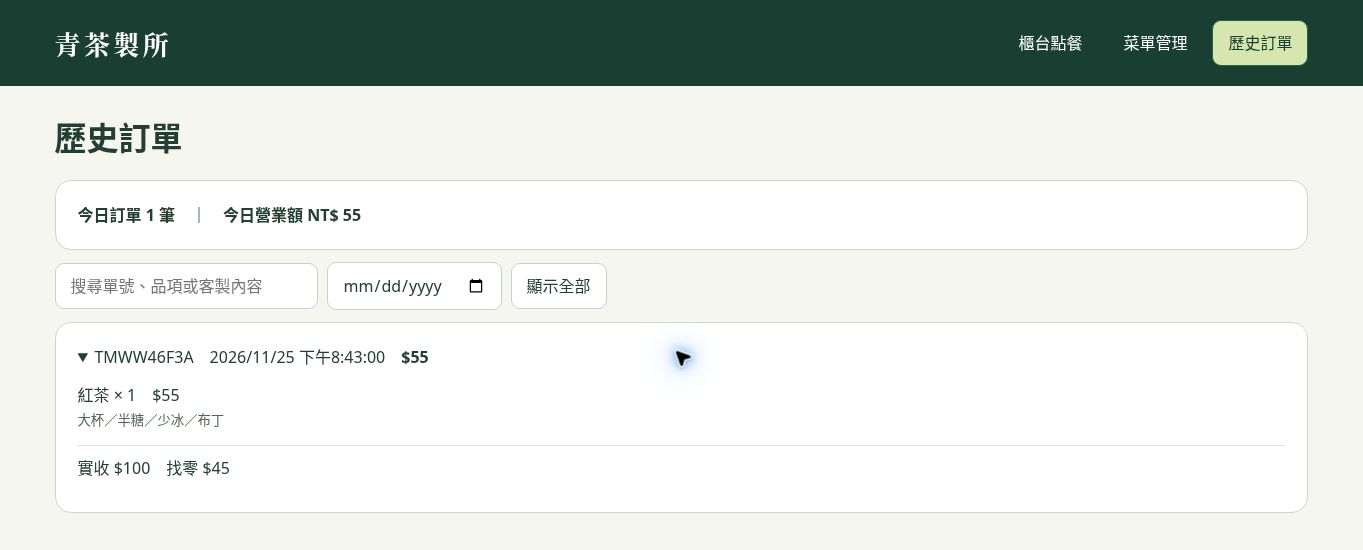 青茶製所
櫃台點餐 菜單管理 歷史訂單
歷史訂單
今日訂單 1 筆 ｜ 今日營業額 NT$ 55
搜尋單號、品項或客製內容 mm/dd/yyyy 顯示全部
▼ TMWW46F3A 2026/11/25 下午8:43:00 $55
紅茶 × 1 $55
大杯／半糖／少冰／布丁
實收 $100 找零 $45